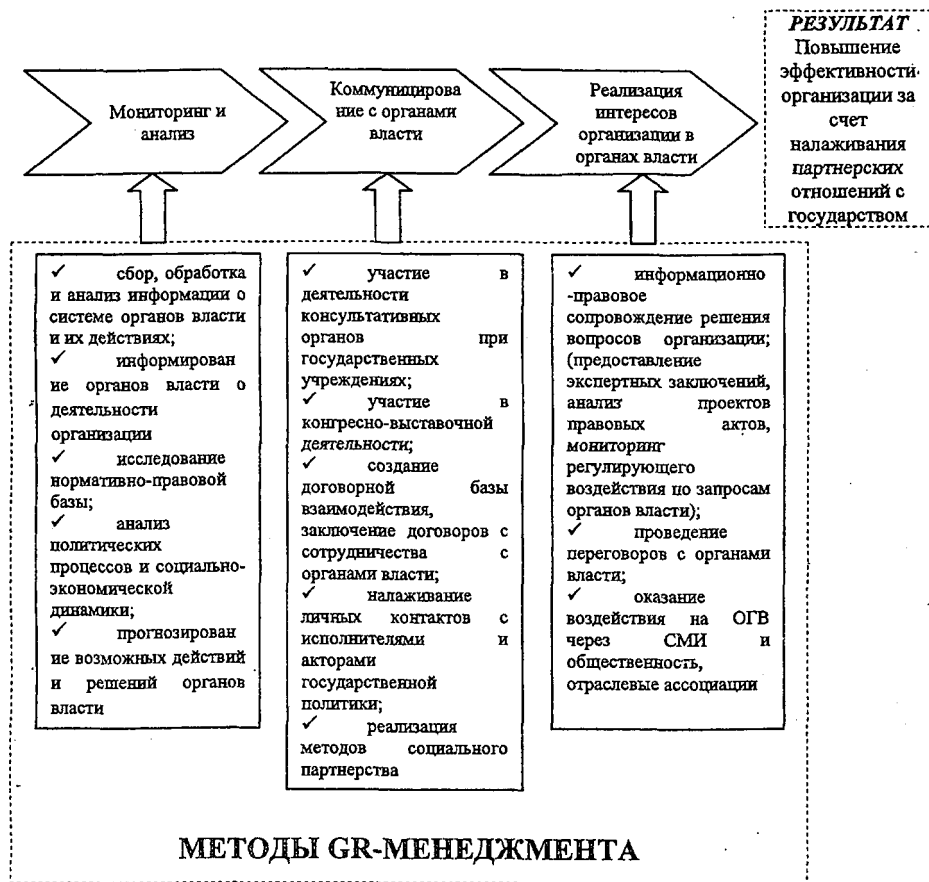 Мониторинг и
анализ
Коммуницирова
ние с органами
власти
Реализация
интересов
организации в
органах власти
РЕЗУЛЬТАТ
Повышение
эффективности
организации за
счет
налаживания
партнерских
отношений с
государством
✓ сбор, обработка
и анализ информации о
системе органов власти
и их действиях;
✓ информирован
ие органов власти о
деятельности
организации
✓ исследование
нормативно-правовой
базы;
✓ анализ
политических
процессов и социально-
экономической
динамики;
✓ прогнозирован
ие возможных действий
и решений органов
власти
✓ участие в
деятельности
консультативных
органов при
государственных
учреждениях;
✓ участие в
конгресно-выставочной
деятельности;
✓ создание
договорной базы
взаимодействия,
заключение договоров с
сотрудничества с
органами власти;
✓ налаживание
личных контактов с
исполнителями и
акторами
государственной
политики;
✓ реализация
методов социального
партнерства
✓ информационно
-правовое
сопровождение решения
вопросов организации;
(предоставление
экспертных заключений,
анализ проектов
правовых актов,
мониторинг
регулирующего
воздействия по запросам
органов власти);
✓ проведение
переговоров с органами
власти;
✓ оказание
воздействия на ОГВ
через СМИ и
общественность,
отраслевые ассоциации
МЕТОДЫ GR-МЕНЕДЖМЕНТА